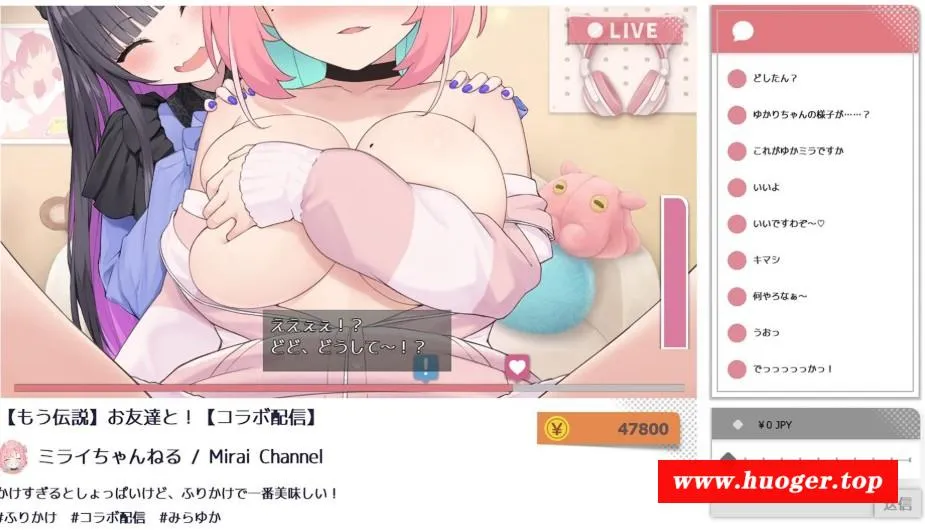 LIVE
どしたん？
ゆかりちゃんの様子が……？
これがゆかミラですか
いいよ
いいですわぞ～♡
キマシ
何やろなぁ～
うおっ
でっっっっっかっ！
えええぇ！？
どど、どうして～！？
【もう伝説】お友達と！【コラボ配信】
47800
￥0 JPY
ミライちゃんねる / Mirai Channel
www.huoger.top
送信
かけすぎるとしょっぱいけど、ふりかけで一番美味しい！
#ふりかけ #コラボ配信 #みらゆか